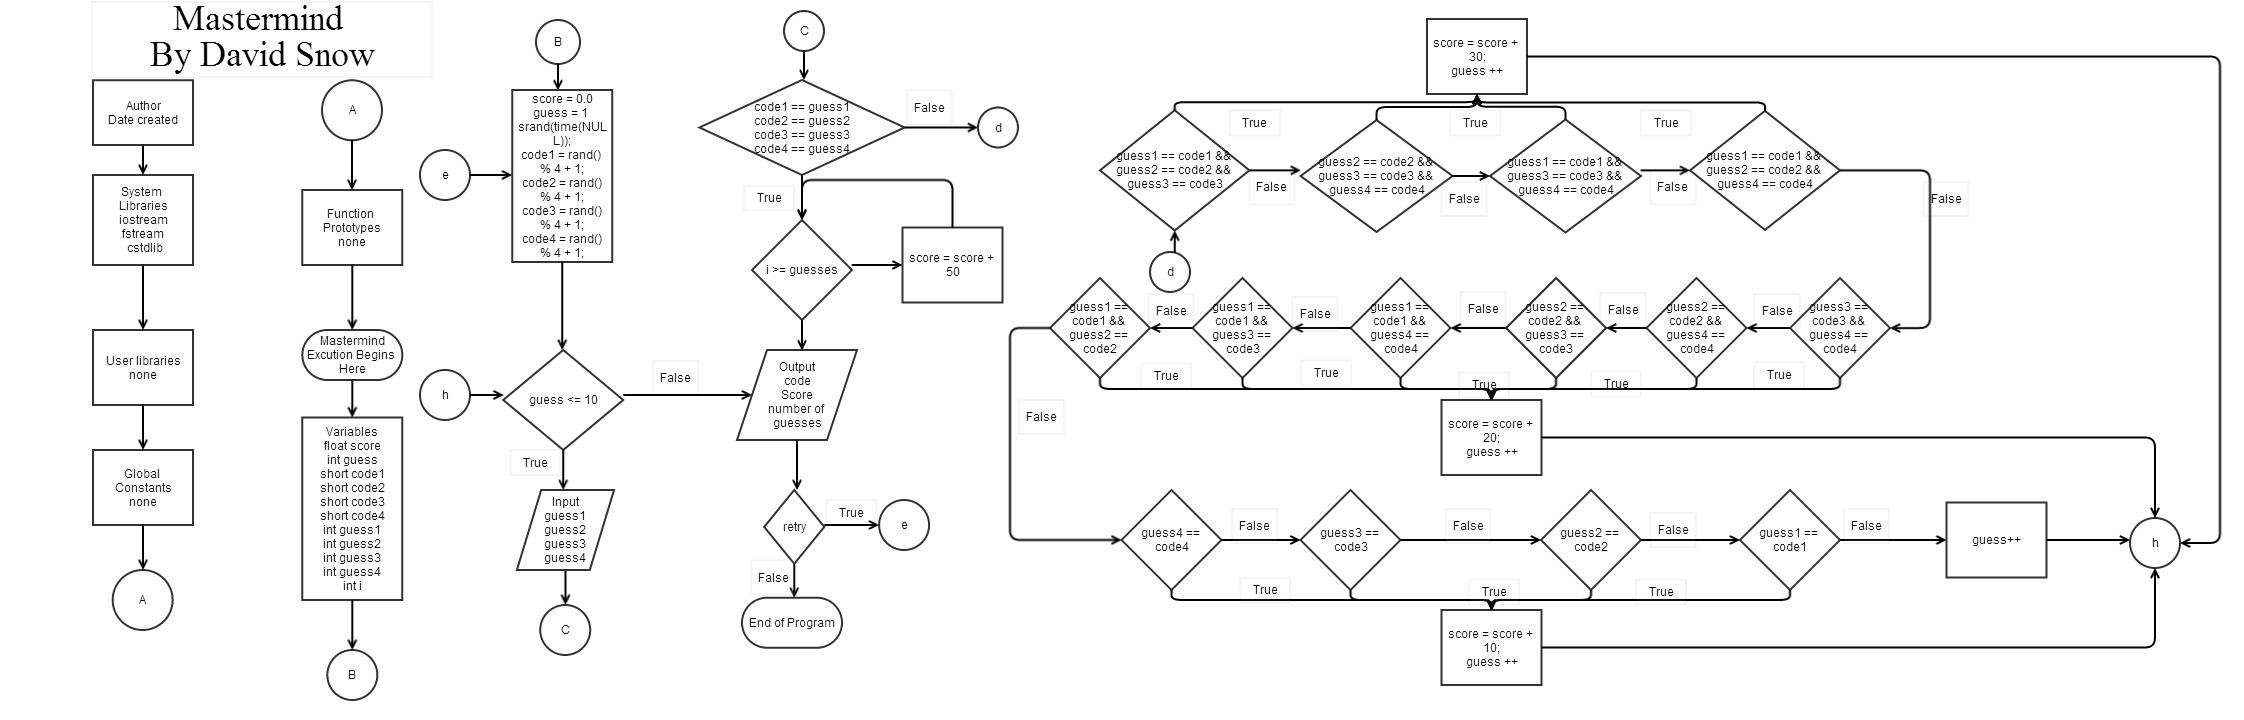 Mastermind
By David Snow
Author
Date created
System
Libraries
iostream
fstream
cstdlib
User libraries
none
Global
Constants
none
A
A
Function
Prototypes
none
Mastermind
Excution Begins
Here
Variables
float score
int guess
short code1
short code2
short code3
short code4
int guess1
int guess2
int guess3
int guess4
int i
B
B
e
score = 0.0
guess = 1
srand(time(NUL
L));
code1 = rand()
% 4 + 1;
code2 = rand()
% 4 + 1;
code3 = rand()
% 4 + 1;
code4 = rand()
% 4 + 1;
h
guess <= 10
False
True
Input
guess1
guess2
guess3
guess4
C
C
code1 == guess1
code2 == guess2
code3 == guess3
code4 == guess4
False
d
True
i >= guesses
score = score +
50
Output
code
Score
number of
guesses
retry
True
e
False
End of Program
score = score +
30;
guess ++
True
True
True
guess1 == code1 &&
guess2 == code2 &&
guess3 == code3
False
guess2 == code2 &&
guess3 == code3 &&
guess4 == code4
False
guess1 == code1 &&
guess3 == code3 &&
guess4 == code4
False
guess1 == code1 &&
guess2 == code2 &&
guess4 == code4
False
d
guess1 ==
code1 &&
guess2 ==
code2
False
guess1 ==
code1 &&
guess3 ==
code3
False
guess1 ==
code1 &&
guess4 ==
code4
False
guess2 ==
code2 &&
guess3 ==
code3
False
guess2 ==
code2 &&
guess4 ==
code4
False
guess3 ==
code3 &&
guess4 ==
code4
True
True
True
True
True
False
score = score +
20;
guess ++
guess4 ==
code4
False
guess3 ==
code3
False
guess2 ==
code2
False
guess1 ==
code1
False
guess++
h
True
True
True
score = score +
10;
guess ++